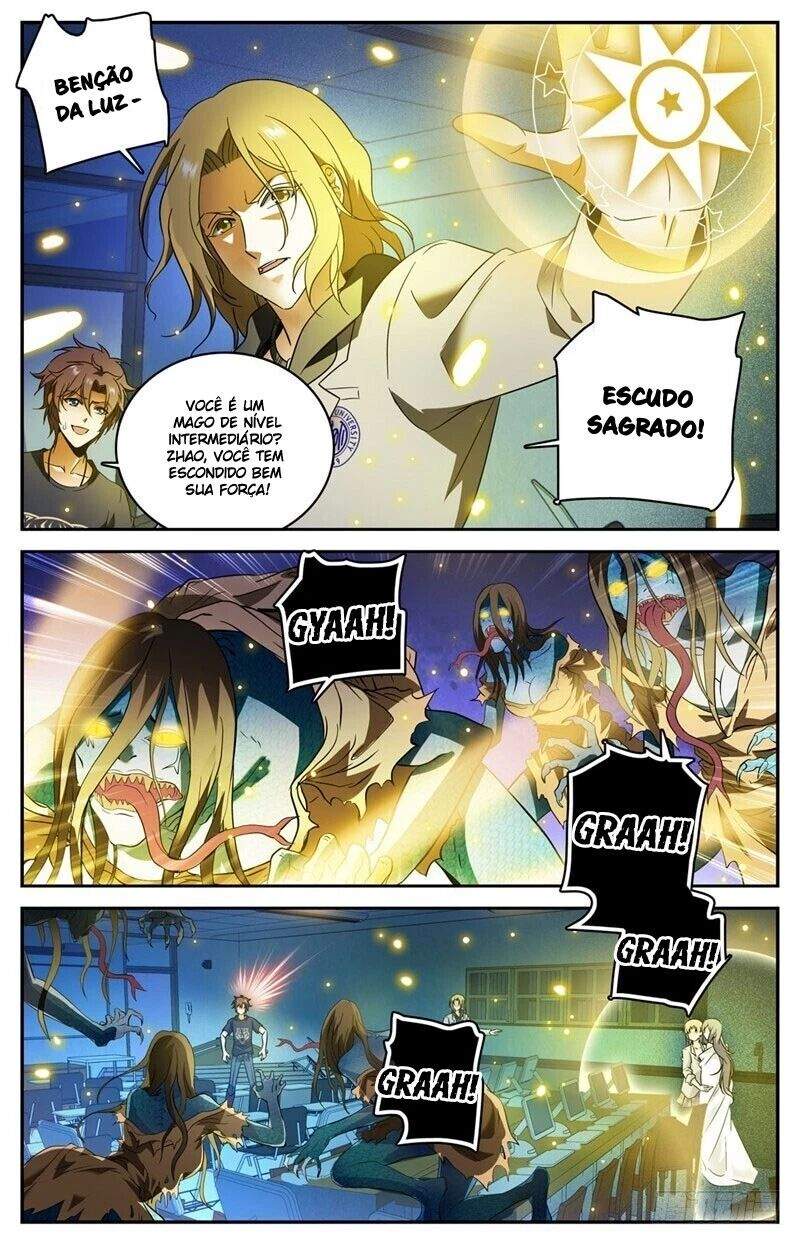 BENÇÃO
DA LUZ-
VOCÊ É UM
MAGO DE NÍVEL
INTERMEDIÁRIO?
ZHAO, VOCÊ TEM
ESCONDIDO BEM
SUA FORÇA!
UNIVERSITY
ESCUDO
SAGRADO!
GYAAH!
GRAAH!
GRAAH!
GRAAH!